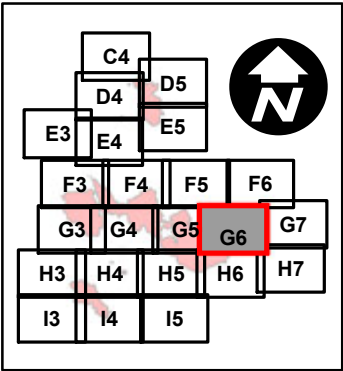 C4
D4 D5
E3 E4 E5
F3 F4 F5 F6
G3 G4 G5 G6 G7
H3 H4 H5 H6 H7
I3 I4 I5
N